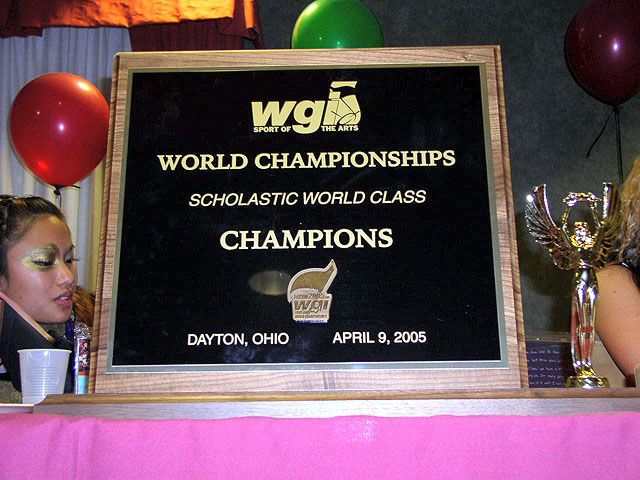 wgi
SPORT OF THE ARTS
WORLD CHAMPIONSHIPS
SCHOLASTIC WORLD CLASS
CHAMPIONS
wgi
DAYTON, OHIO APRIL 9, 2005